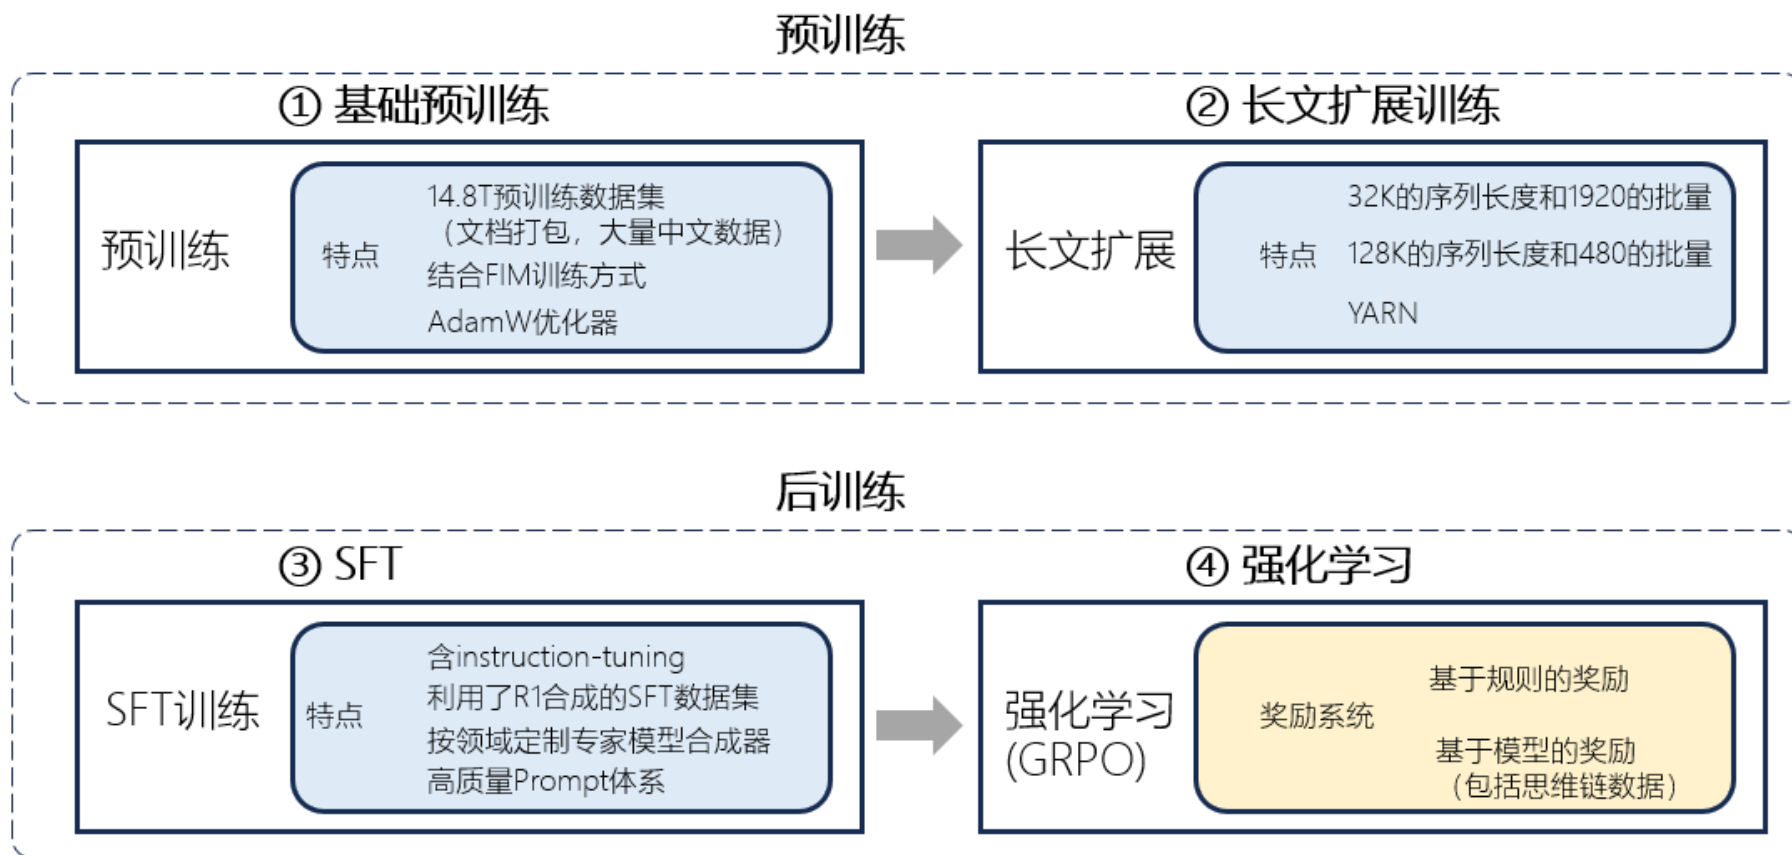 预训练
① 基础预训练
预训练
特点
14.8T预训练数据集
（文档打包，大量中文数据）
结合FIM训练方式
AdamW优化器
② 长文扩展训练
长文扩展
特点
32K的序列长度和1920的批量
128K的序列长度和480的批量
YARN
后训练
③ SFT
SFT训练
特点
含instruction-tuning
利用了R1合成的SFT数据集
按领域定制专家模型合成器
高质量Prompt体系
④ 强化学习
强化学习
(GRPO)
奖励系统
基于规则的奖励
基于模型的奖励
（包括思维链数据）